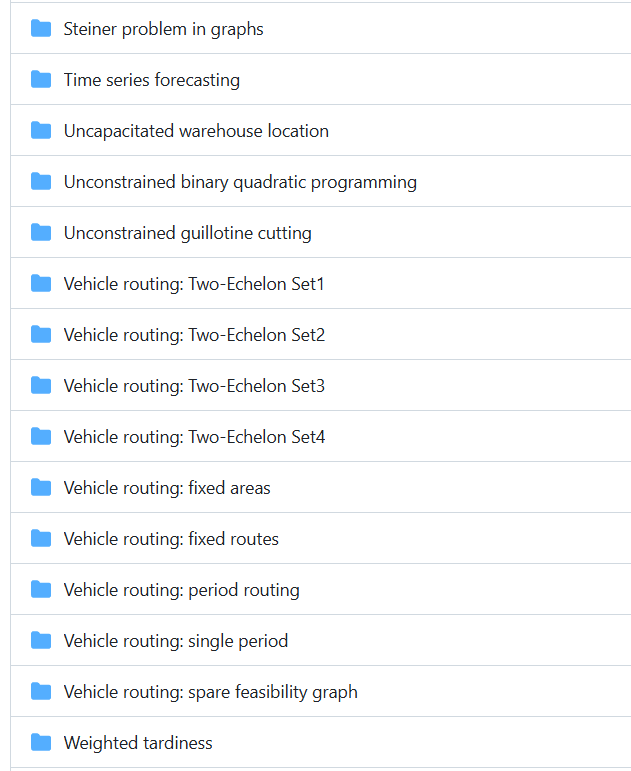 Steiner problem in graphs
Time series forecasting
Uncapacitated warehouse location
Unconstrained binary quadratic programming
Unconstrained guillotine cutting
Vehicle routing: Two-Echelon Set1
Vehicle routing: Two-Echelon Set2
Vehicle routing: Two-Echelon Set3
Vehicle routing: Two-Echelon Set4
Vehicle routing: fixed areas
Vehicle routing: fixed routes
Vehicle routing: period routing
Vehicle routing: single period
Vehicle routing: spare feasibility graph
Weighted tardiness